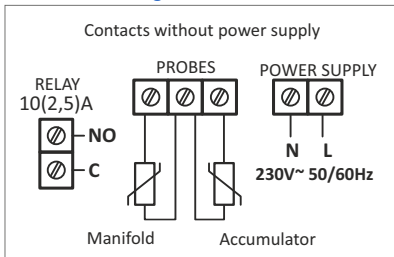 Contacts without power supply
PROBES
POWER SUPPLY
RELAY
10(2,5)A
NO
C
N L
230V~ 50/60Hz
Manifold
Accumulator